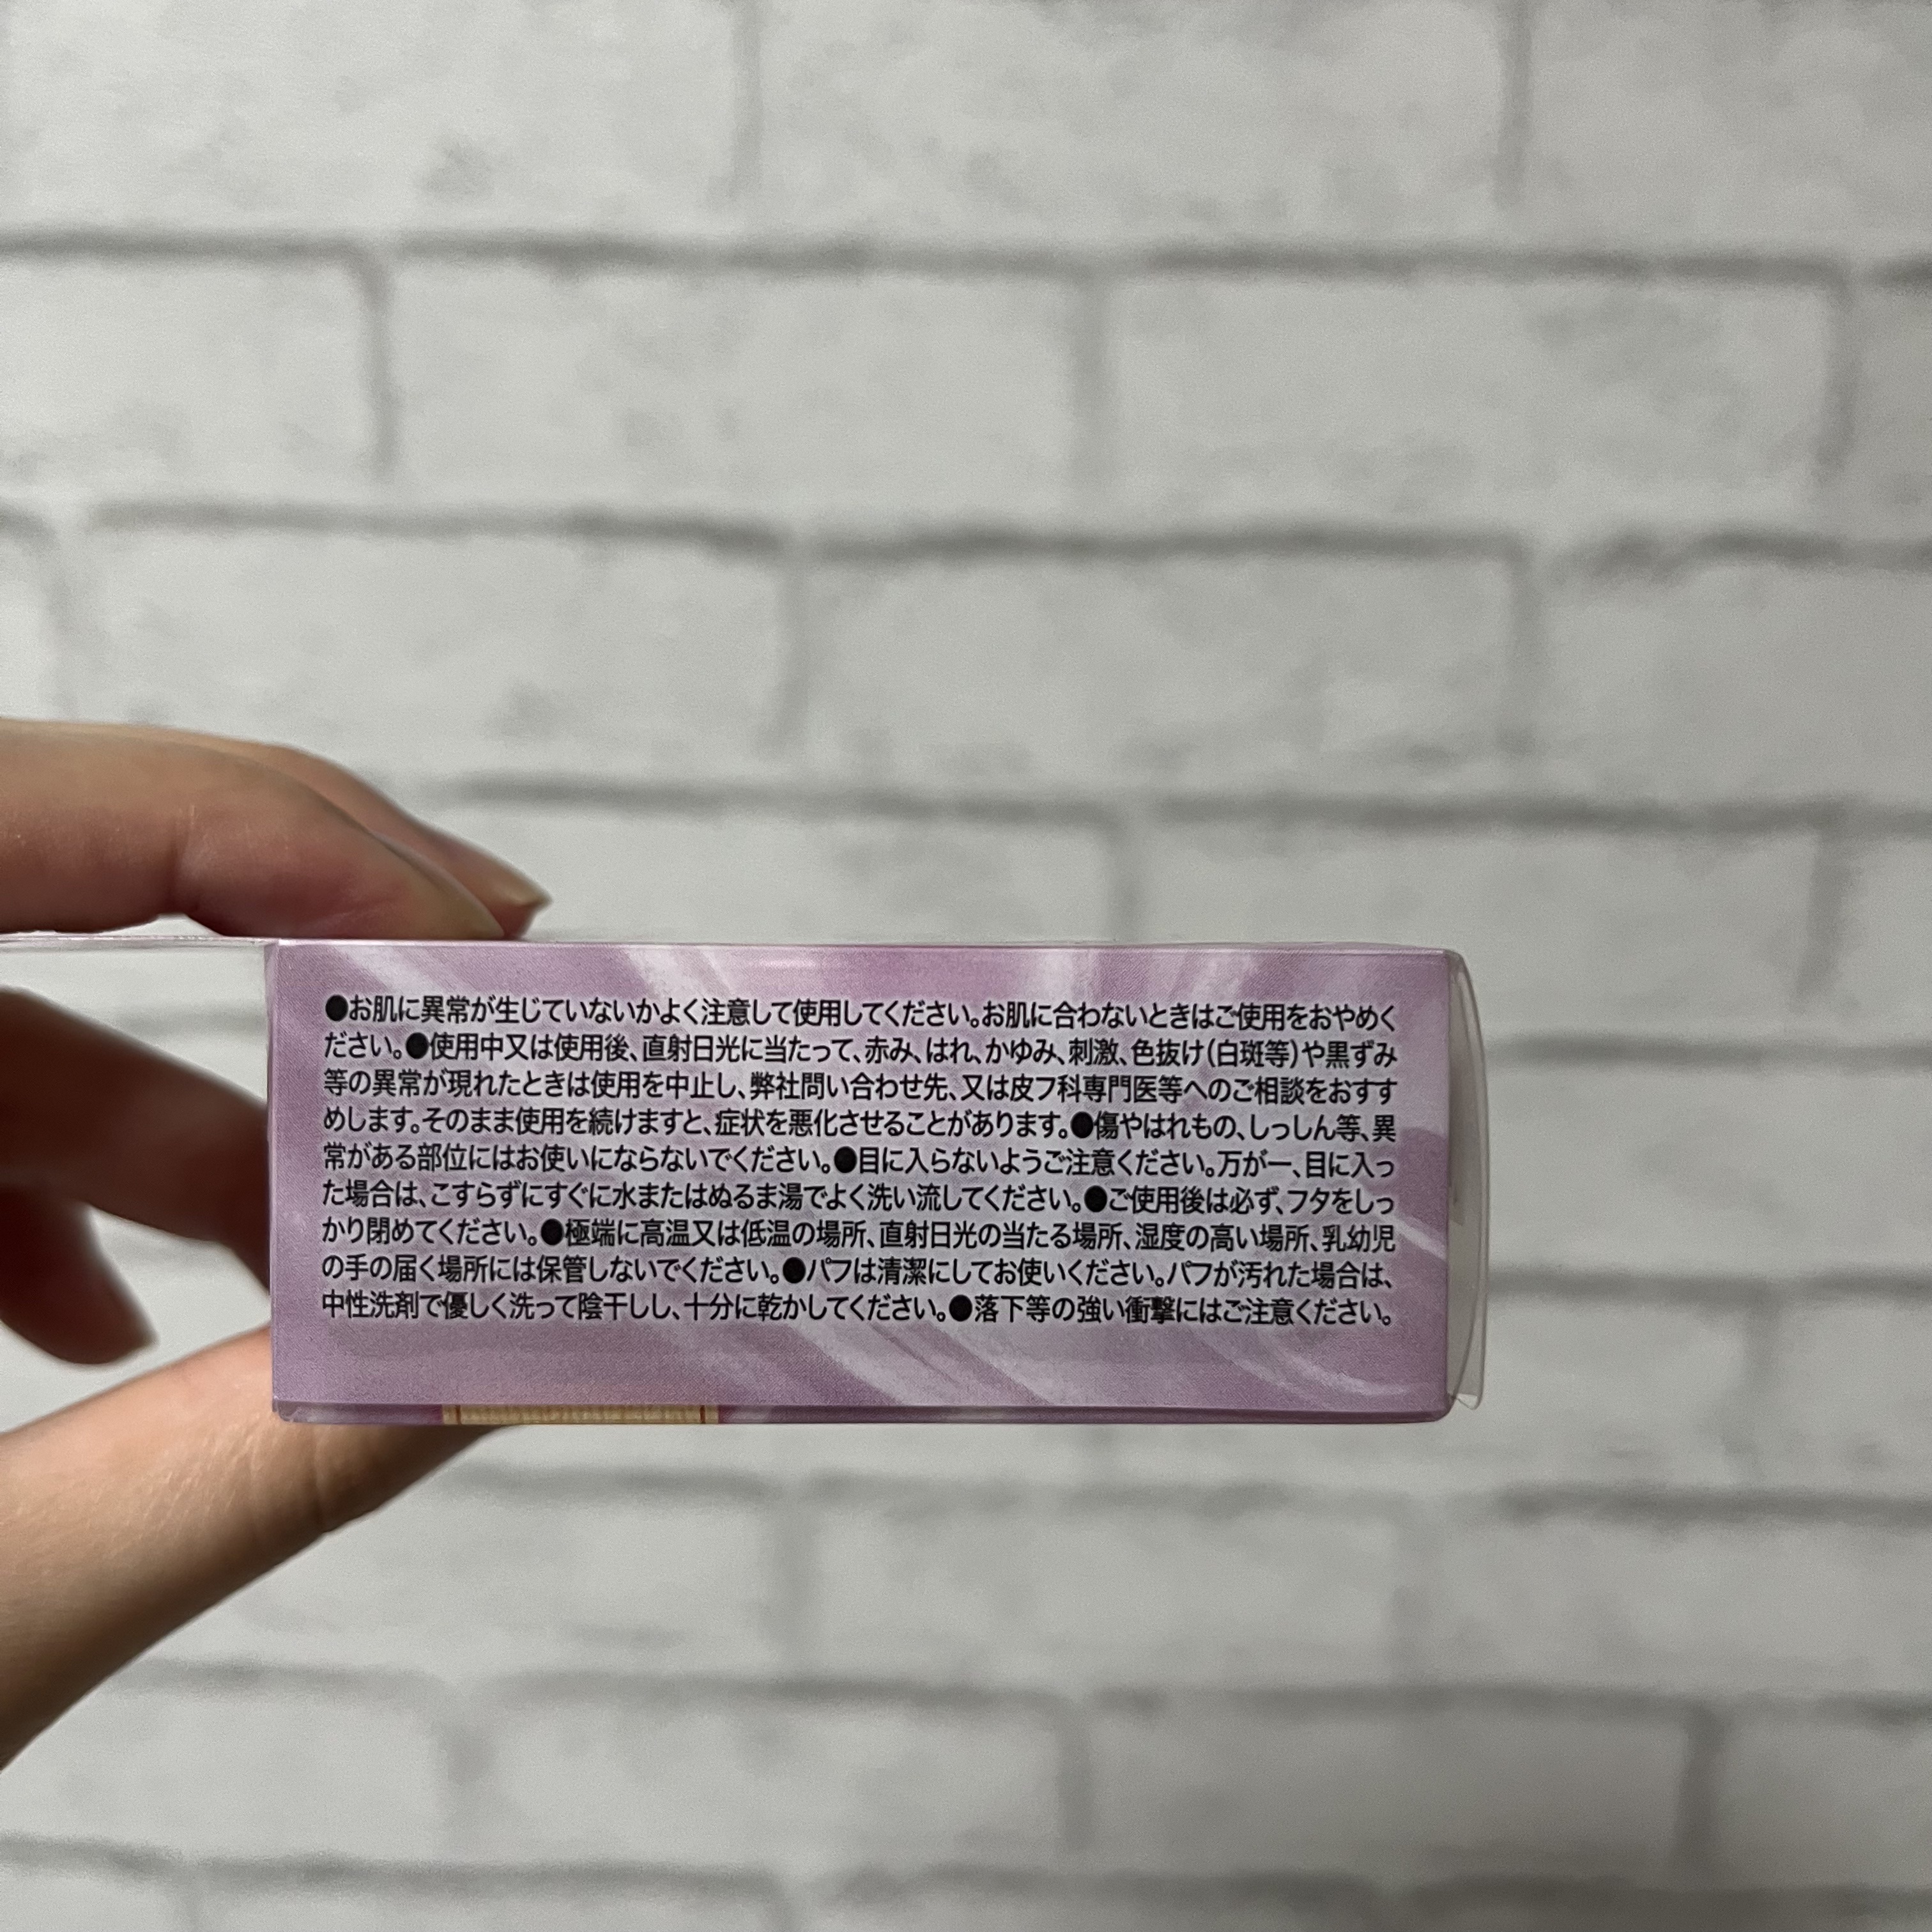 ●お肌に異常が生じていないかよく注意して使用してください。お肌に合わないときはご使用をおやめく
ださい。●使用中又は使用後、直射日光に当たって、赤み、はれ、かゆみ、刺激、色抜け(白斑等)や黒ずみ
等の異常が現れたときは使用を中止し、弊社問い合わせ先、又は皮フ科専門医等へのご相談をおすす
めします。そのまま使用を続けますと、症状を悪化させることがあります。●傷やはれもの、しっしん等、異
常がある部位にはお使いにならないでください。●目に入らないようご注意ください。万が一、目に入っ
た場合は、こすらずにすぐに水またはぬるま湯でよく洗い流してください。●ご使用後は必ず、フタをしっ
かり閉めてください。●極端に高温又は低温の場所、直射日光の当たる場所、湿度の高い場所、乳幼児
の手の届く場所には保管しないでください。●パフは清潔にしてお使いください。パフが汚れた場合は、
中性洗剤で優しく洗って陰干しし、十分に乾かしてください。●落下等の強い衝撃にはご注意ください。